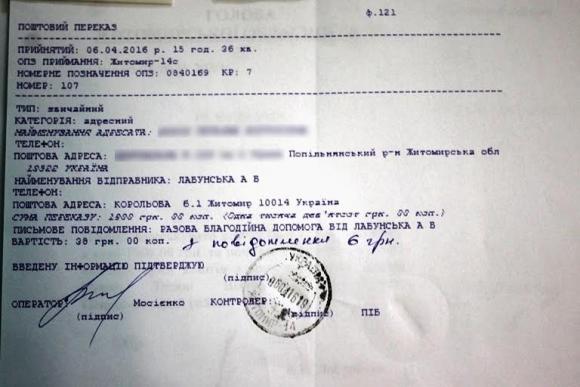 ф.121
ПОШТОВИЙ ПЕРЕКАЗ
ПРИЙНЯТИЙ: 06.04.2016 р. 15 год. 36 хв.
ОПЗ ПРИЙМАННЯ: Житомир-14с
НОМЕРНЕ ПОЗНАЧЕННЯ ОПЗ: 0840169 КР: 7
НОМЕР: 107
ТИП: звичайний
КАТЕГОРІЯ: адресний
НАЙМЕНУВАННЯ АДРЕСАТА:
ТЕЛЕФОН:
ПОШТОВА АДРЕСА: Попільнянський р-н Житомирська обл
УКРАЇНА
НАЙМЕНУВАННЯ ВІДПРАВНИКА: ЛАБУНСЬКА А Б
ТЕЛЕФОН:
ПОШТОВА АДРЕСА: КОРОЛЬОВА б.1 Житомир 10014 Україна
СУМА ПЕРЕКАЗУ: 1900 грн. 00 коп. (Одна тисяча дев'ятсот грн. 00 коп.)
ПИСЬМОВЕ ПОВІДОМЛЕННЯ: РАЗОВА БЛАГОДІЙНА ДОПОМОГА ВІД ЛАБУНСЬКА А Б
ВАРТІСТЬ: 38 грн. 00 коп. повідомлення 6 грн.
ВВЕДЕНУ ІНФОРМАЦІЮ ПІДТВЕРДЖУЮ
(підпис)
ОПЕРАТОР: Мосієнко КОНТРОЛЕР:
(підпис) (підпис) ПІБ
УКРАЇНА